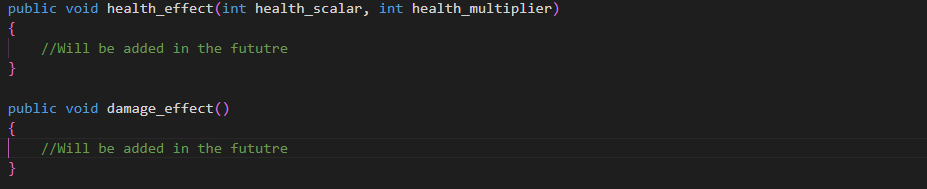 public void health_effect(int health_scalar, int health_multiplier)
{
    //Will be added in the fututre
}
public void damage_effect()
{
    //Will be added in the fututre
}